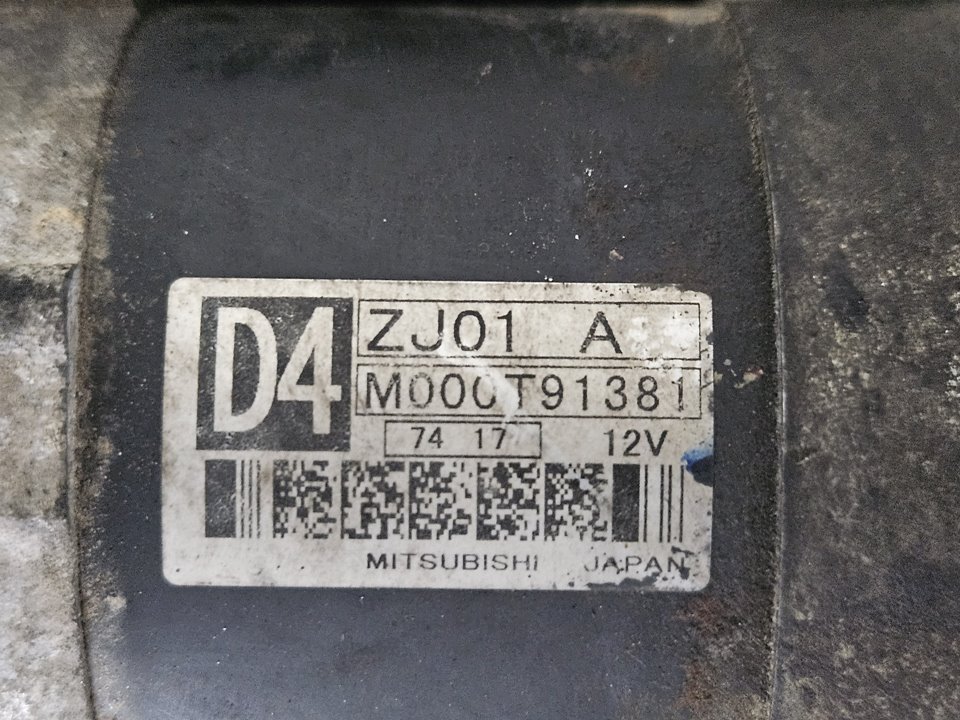 D4
ZJ01 A
M000T91381
74 17
12V
MITSUBISHI JAPAN